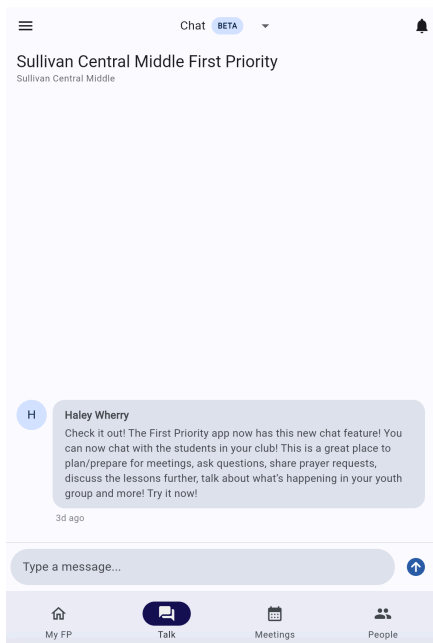 Chat BETA
Sullivan Central Middle First Priority
Sullivan Central Middle
H
Haley Wherry
Check it out! The First Priority app now has this new chat feature! You
can now chat with the students in your club! This is a great place to
plan/prepare for meetings, ask questions, share prayer requests,
discuss the lessons further, talk about what's happening in your youth
group and more! Try it now!
3d ago
Type a message...
My FP Talk Meetings People